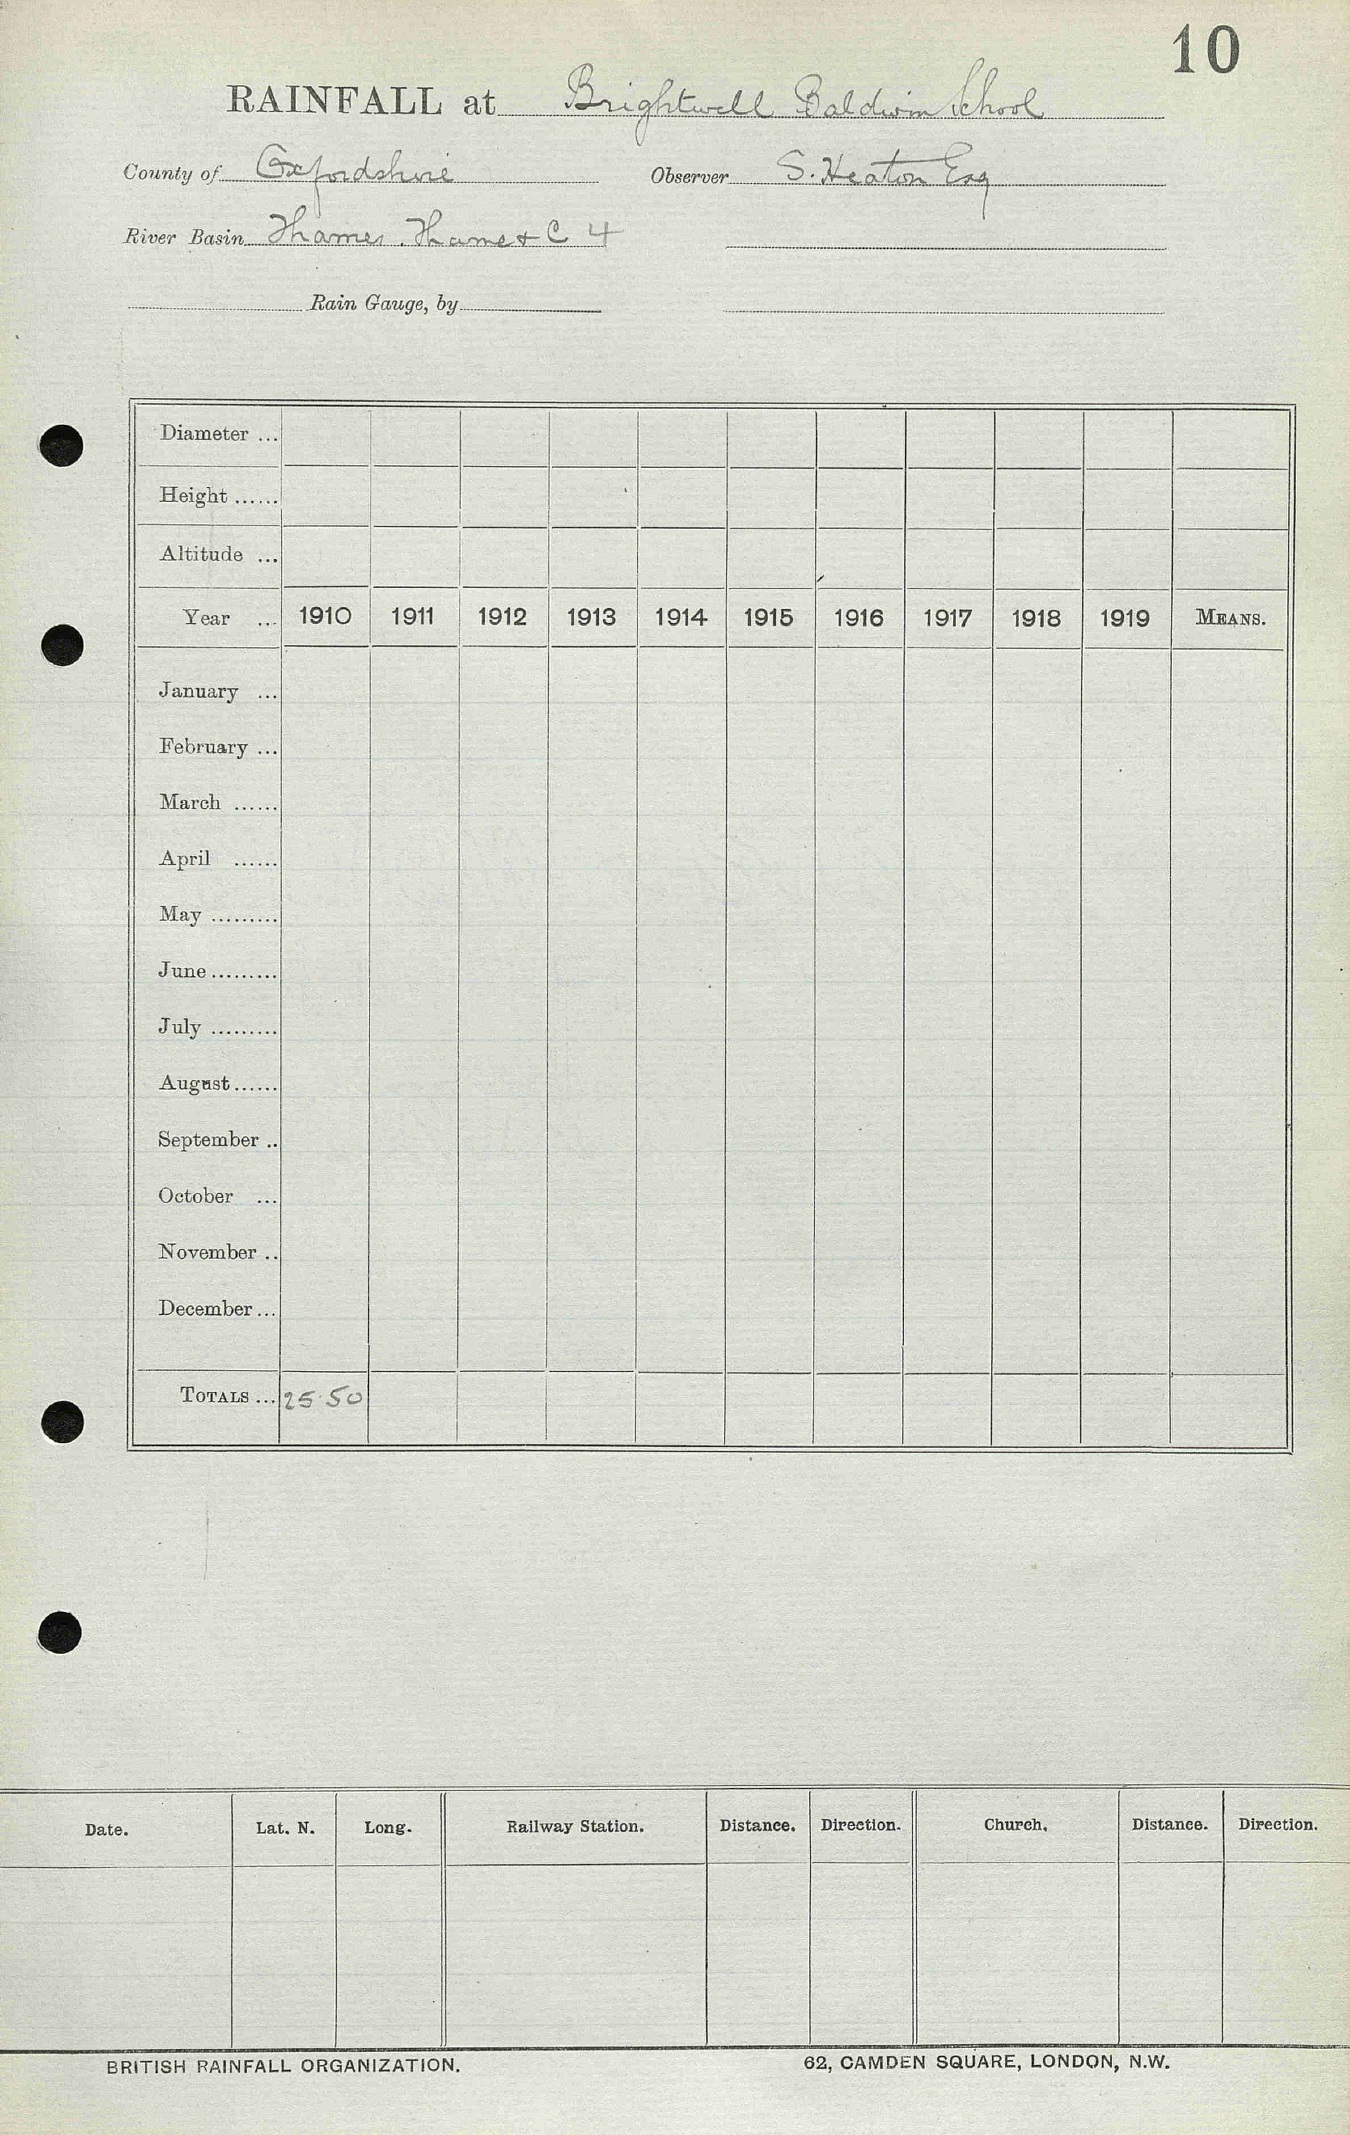 10
RAINFALL at Brightwell Baldwin School
County of Oxfordshire Observer S. Heaton Esq
River Basin Thames. Thame & C 4
Rain Gauge, by
Diameter ...
Height ......
Altitude ...
Year ... 1910 1911 1912 1913 1914 1915 1916 1917 1918 1919 MEANS.
January ...
February ...
March ......
April ......
May .........
June.........
July .........
August......
September ..
October ...
November ..
December...
TOTALS ... 25.50
Date. Lat. N. Long. Railway Station. Distance. Direction. Church. Distance. Direction.
BRITISH RAINFALL ORGANIZATION. 62, CAMDEN SQUARE, LONDON, N.W.